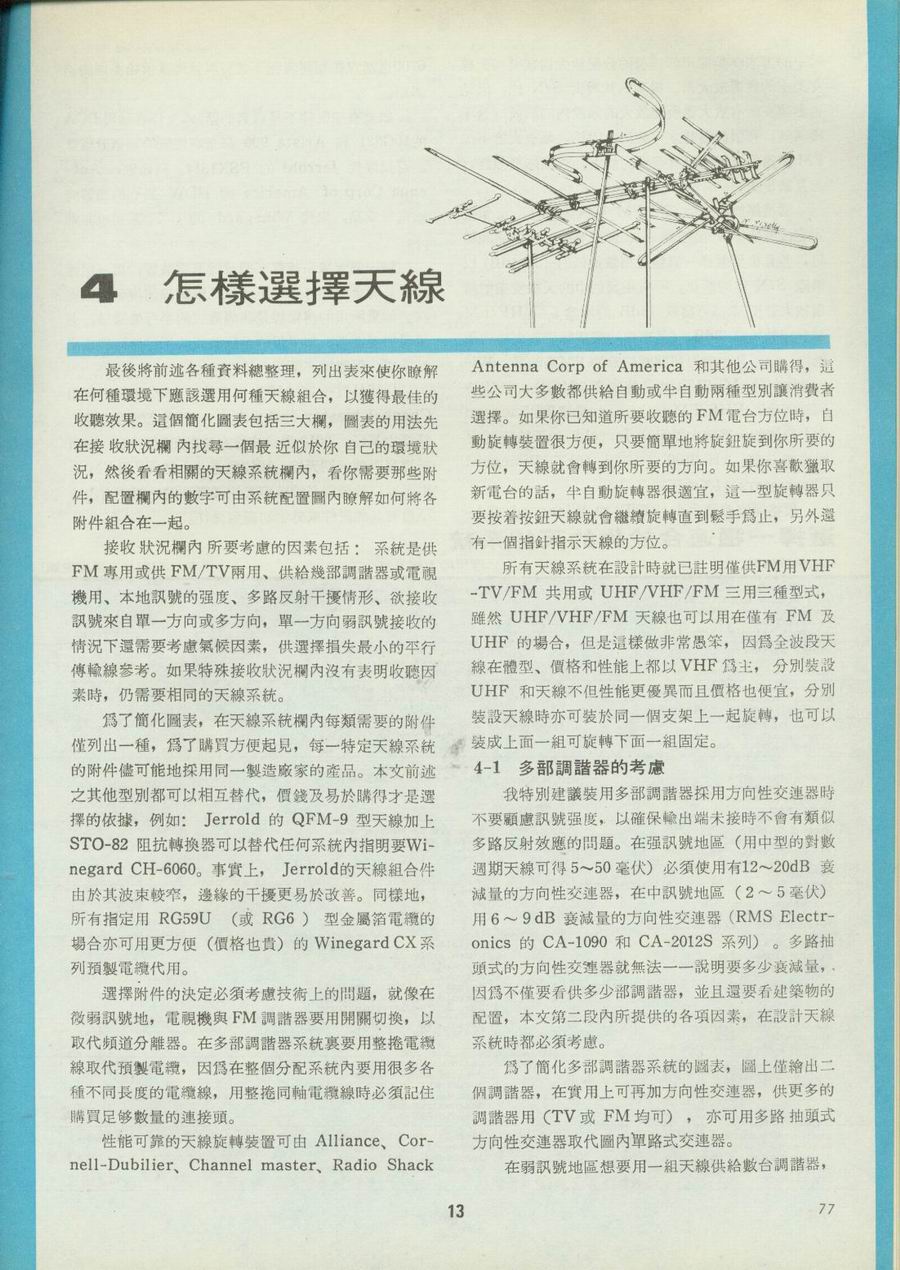 4 怎樣選擇天線
最後將前述各種資料總整理，列出表來使你瞭解
在何種環境下應該選用何種天線組合，以獲得最佳的
收聽效果。這個簡化圖表包括三大欄，圖表的用法先
在接 收狀況欄 內找尋一個最 近似於你 自己的環境狀
況，然後看看相關的天線系統欄內，看你需要那些附
件，配置欄內的數字可由系統配置圖內瞭解如何將各
附件組合在一起。
接收 狀況欄內 所要考慮的因素包括： 系統是供
FM 專用或供 FM/TV兩用、供給幾部調諧器或電視
機用、本地訊號的强度、多路反射干擾情形、欲接收
訊號來自單一方向或多方向，單一方向弱訊號接收的
情況下還需要考慮氣候因素，供選擇損失最小的平行
傳輸線參考。如果特殊接收狀況欄內沒有表明收聽因
素時，仍需要相同的天線系統。
爲了簡化圖表，在天線系統欄內每類需要的附件
僅列出一種，爲了購買方便起見，每一特定天線系統
的附件儘可能地採用同一製造廠家的產品。本文前述
之其他型別都可以相互替代，價錢及易於購得才是選
擇的依據，例如： Jerrold 的 QFM-9 型天線加上
STO-82 阻抗轉換器可以替代任何系統內指明要Wi-
negard CH-6060。事實上， Jerrold的天線組合件
由於其波束較窄，邊緣的干擾更易於改善。同樣地，
所有指定用 RG59U （或 RG6 ） 型金屬箔電纜的
場合亦可用更方便（價格也貴）的 Winegard CX 系
列預製電纜代用。
選擇附件的決定必須考慮技術上的問題，就像在
微弱訊號地，電視機與 FM 調諧器要用開關切換，以
取代頻道分離器。在多部調諧器系統裏要用整捲電纜
線取代預製電纜，因爲在整個分配系統內要用很多各
種不同長度的電纜線，用整捲同軸電纜線時必須記住
購買足够數量的連接頭。
性能可靠的天線旋轉裝置可由 Alliance、Cor-
nell-Dubilier、Channel master、Radio Shack
Antenna Corp of America 和其他公司購得，這
些公司大多數都供給自動或半自動兩種型別讓消費者
選擇。如果你已知道所要收聽的 FM 電台方位時，自
動旋轉裝置很方便，只要簡單地將旋鈕旋到你所要的
方位，天線就會轉到你所要的方向。如果你喜歡獵取
新電台的話，半自動旋轉器很適宜，這一型旋轉器只
要按着按鈕天線就會繼續旋轉直到鬆手爲止，另外還
有一個指針指示天線的方位。
所有天線系統在設計時就已註明僅供FM用VHF
-TV/FM 共用或 UHF/VHF/FM 三用三種型式，
雖然 UHF/VHF/FM 天線也可以用在僅有 FM 及
UHF 的場合，但是這樣做非常愚笨，因爲全波段天
線在體型、價格和性能上都以 VHF 爲主， 分別裝設
UHF 和天線不但性能更優異而且價格也便宜，分別
裝設天線時亦可裝於同一個支架上一起旋轉，也可以
裝成上面一組可旋轉下面一組固定。
4-1 多部調諧器的考慮
我特別建議裝用多部調諧器採用方向性交連器時
不要顧慮訊號强度，以確保輸出端未接時不會有類似
多路反射效應的問題。在强訊號地區（用中型的對數
週期天線可得 5～50 毫伏）必須使用有12～20dB 衰
減量的方向性交連器，在中訊號地區（ 2 ～ 5 毫伏）
用 6 ～ 9 dB 衰減量的方向性交連器（RMS Electr-
onics 的 CA-1090 和 CA-2012S 系列）。多路抽
頭式的方向性交連器就無法一一說明要多少衰減量，
因爲不僅要看供多少部調諧器，並且還要看建築物的
配置，本文第二段內所提供的各項因素，在設計天線
系統時都必須考慮。
爲了簡化多部調諧器系統的圖表，圖上僅繪出二
個調諧器，在實用上可再加方向性交連器，供更多的
調諧器用（TV 或 FM 均可）， 亦可用多路 抽頭式
方向性交連器取代圖內單路式交連器。
在弱訊號地區想要用一組天線供給數台調諧器，
13
77